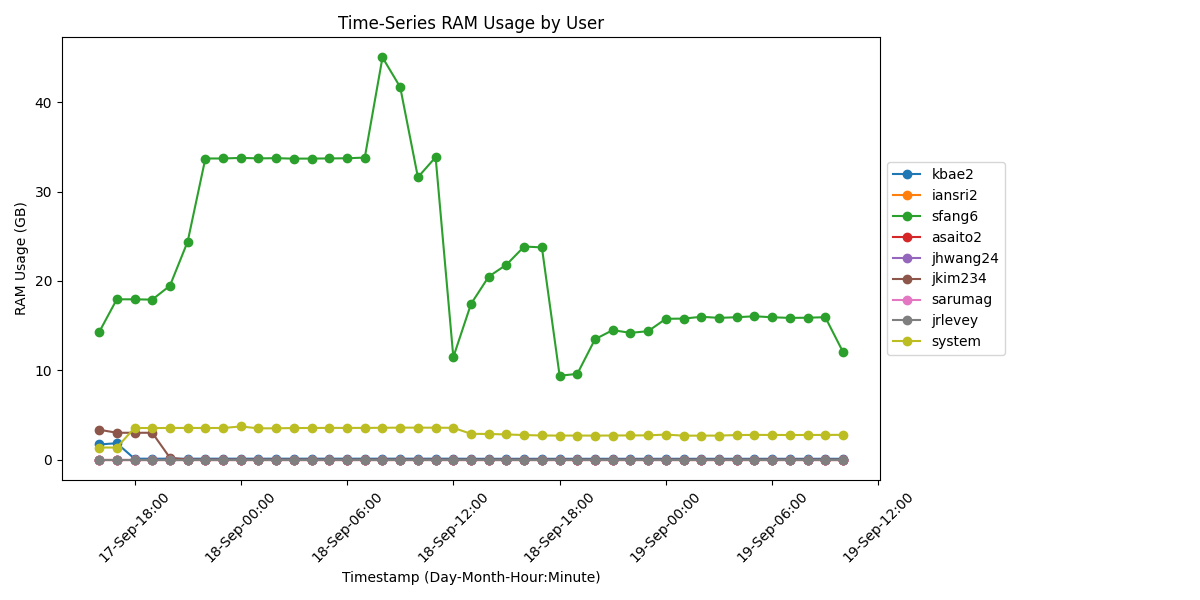 Time-Series RAM Usage by User
RAM Usage (GB)
40
30
20
10
0
17-Sep-18:00
18-Sep-00:00
18-Sep-06:00
18-Sep-12:00
18-Sep-18:00
19-Sep-00:00
19-Sep-06:00
19-Sep-12:00
Timestamp (Day-Month-Hour:Minute)
kbae2
iansri2
sfang6
asaito2
jhwang24
jkim234
sarumag
jrlevey
system